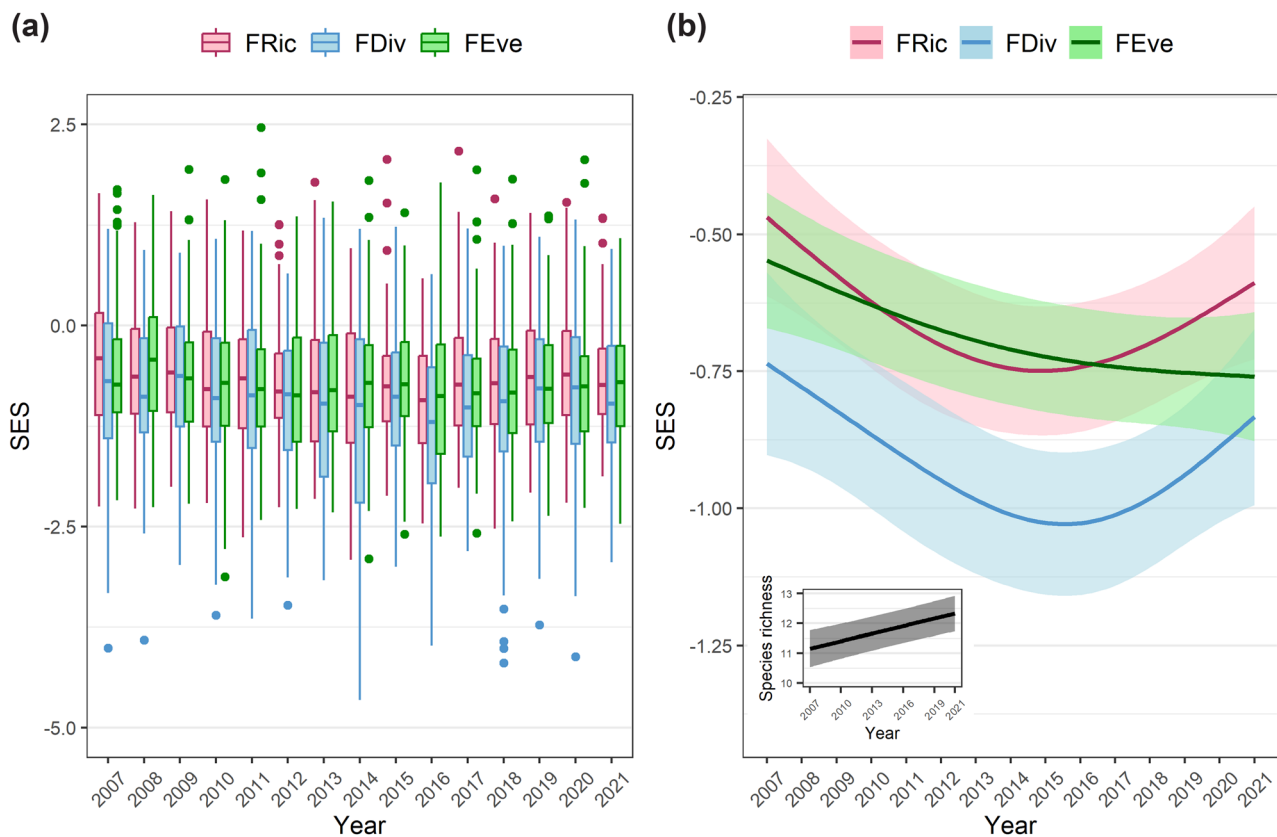 (a)
FRic FDiv FEve
2.5
0.0
-2.5
-5.0
SES
2007 2008 2009 2010 2011 2012 2013 2014 2015 2016 2017 2018 2019 2020 2021
Year
(b)
FRic FDiv FEve
-0.25
-0.50
-0.75
-1.00
-1.25
SES
13
12
11
10
Species richness
2007 2010 2013 2016 2019 2021
Year
2007 2008 2009 2010 2011 2012 2013 2014 2015 2016 2017 2018 2019 2020 2021
Year